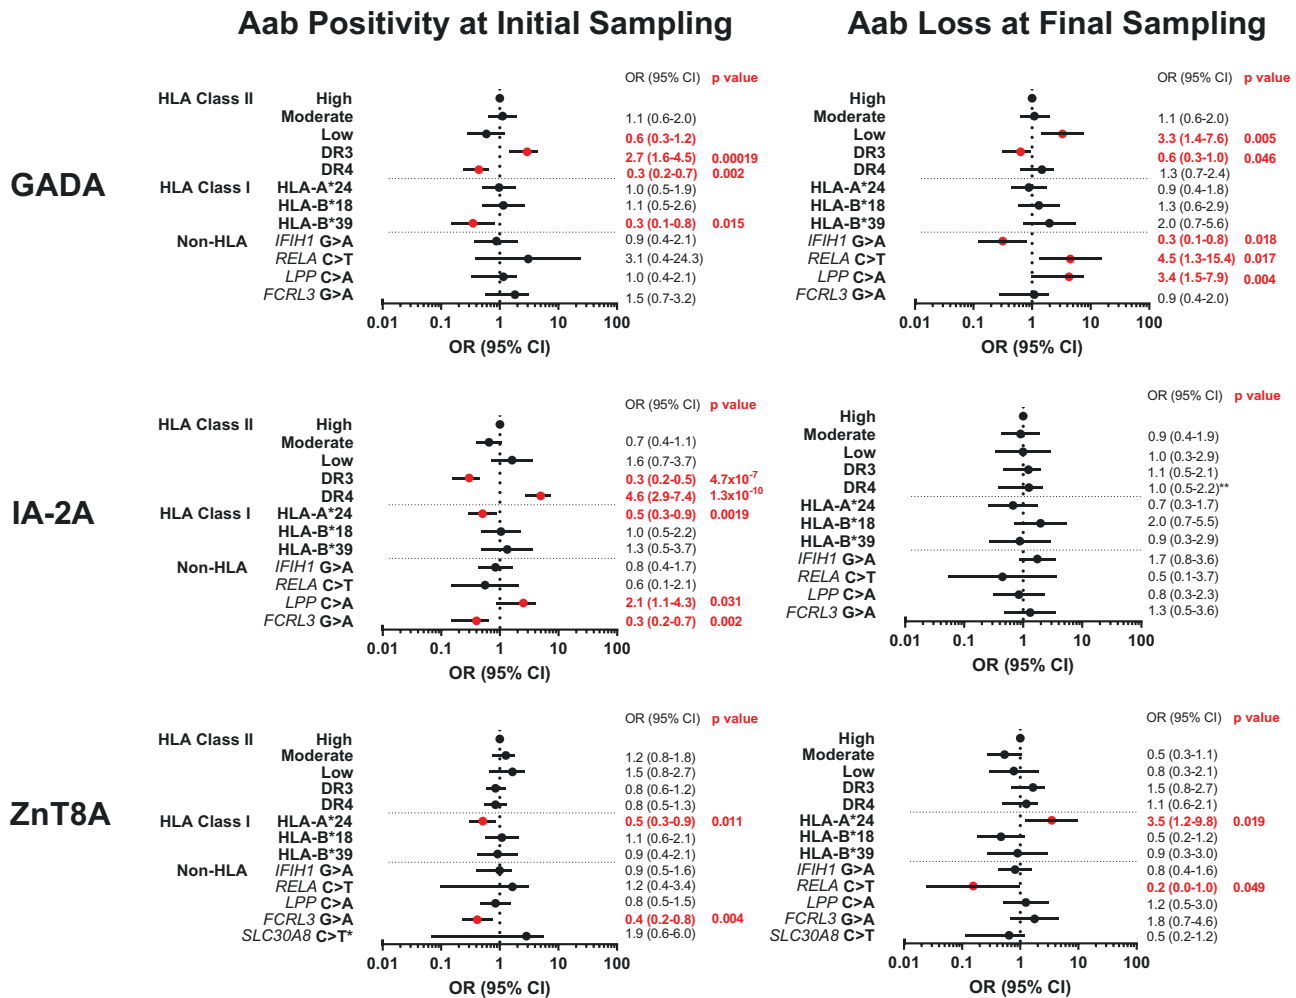 Aab Positivity at Initial Sampling
Aab Loss at Final Sampling
GADA
OR (95% CI) p value
HLA Class II High
Moderate 1.1 (0.6-2.0)
Low 0.6 (0.3-1.2)
DR3 2.7 (1.6-4.5) 0.00019
DR4 0.3 (0.2-0.7) 0.002
HLA Class I HLA-A*24 1.0 (0.5-1.9)
HLA-B*18 1.1 (0.5-2.6)
HLA-B*39 0.3 (0.1-0.8) 0.015
Non-HLA IFIH1 G>A 0.9 (0.4-2.1)
RELA C>T 3.1 (0.4-24.3)
LPP C>A 1.0 (0.4-2.1)
FCRL3 G>A 1.5 (0.7-3.2)
0.01 0.1 1 10 100
OR (95% CI)
OR (95% CI) p value
High
Moderate 1.1 (0.6-2.0)
Low 3.3 (1.4-7.6) 0.005
DR3 0.6 (0.3-1.0) 0.046
DR4 1.3 (0.7-2.4)
HLA-A*24 0.9 (0.4-1.8)
HLA-B*18 1.3 (0.6-2.9)
HLA-B*39 2.0 (0.7-5.6)
IFIH1 G>A 0.3 (0.1-0.8) 0.018
RELA C>T 4.5 (1.3-15.4) 0.017
LPP C>A 3.4 (1.5-7.9) 0.004
FCRL3 G>A 0.9 (0.4-2.0)
0.01 0.1 1 10 100
OR (95% CI)
IA-2A
OR (95% CI) p value
HLA Class II High
Moderate 0.7 (0.4-1.1)
Low 1.6 (0.7-3.7)
DR3 0.3 (0.2-0.5) 4.7x10-7
DR4 4.6 (2.9-7.4) 1.3x10-10
HLA Class I HLA-A*24 0.5 (0.3-0.9) 0.0019
HLA-B*18 1.0 (0.5-2.2)
HLA-B*39 1.3 (0.5-3.7)
Non-HLA IFIH1 G>A 0.8 (0.4-1.7)
RELA C>T 0.6 (0.1-2.1)
LPP C>A 2.1 (1.1-4.3) 0.031
FCRL3 G>A 0.3 (0.2-0.7) 0.002
0.01 0.1 1 10 100
OR (95% CI)
OR (95% CI) p value
High
Moderate 0.9 (0.4-1.9)
Low 1.0 (0.3-2.9)
DR3 1.1 (0.5-2.1)
DR4 1.0 (0.5-2.2)**
HLA-A*24 0.7 (0.3-1.7)
HLA-B*18 2.0 (0.7-5.5)
HLA-B*39 0.9 (0.3-2.9)
IFIH1 G>A 1.7 (0.8-3.6)
RELA C>T 0.5 (0.1-3.7)
LPP C>A 0.8 (0.3-2.3)
FCRL3 G>A 1.3 (0.5-3.6)
0.01 0.1 1 10 100
OR (95% CI)
ZnT8A
OR (95% CI) p value
HLA Class II High
Moderate 1.2 (0.8-1.8)
Low 1.5 (0.8-2.7)
DR3 0.8 (0.6-1.2)
DR4 0.8 (0.5-1.3)
HLA Class I HLA-A*24 0.5 (0.3-0.9) 0.011
HLA-B*18 1.1 (0.6-2.1)
HLA-B*39 0.9 (0.4-2.1)
Non-HLA IFIH1 G>A 0.9 (0.5-1.6)
RELA C>T 1.2 (0.4-3.4)
LPP C>A 0.8 (0.5-1.5)
FCRL3 G>A 0.4 (0.2-0.8) 0.004
SLC30A8 C>T* 1.9 (0.6-6.0)
0.01 0.1 1 10 100
OR (95% CI)
OR (95% CI) p value
High
Moderate 0.5 (0.3-1.1)
Low 0.8 (0.3-2.1)
DR3 1.5 (0.8-2.7)
DR4 1.1 (0.6-2.1)
HLA-A*24 3.5 (1.2-9.8) 0.019
HLA-B*18 0.5 (0.2-1.2)
HLA-B*39 0.9 (0.3-3.0)
IFIH1 G>A 0.8 (0.4-1.6)
RELA C>T 0.2 (0.0-1.0) 0.049
LPP C>A 1.2 (0.5-3.0)
FCRL3 G>A 1.8 (0.7-4.6)
SLC30A8 C>T 0.5 (0.2-1.2)
0.01 0.1 1 10 100
OR (95% CI)